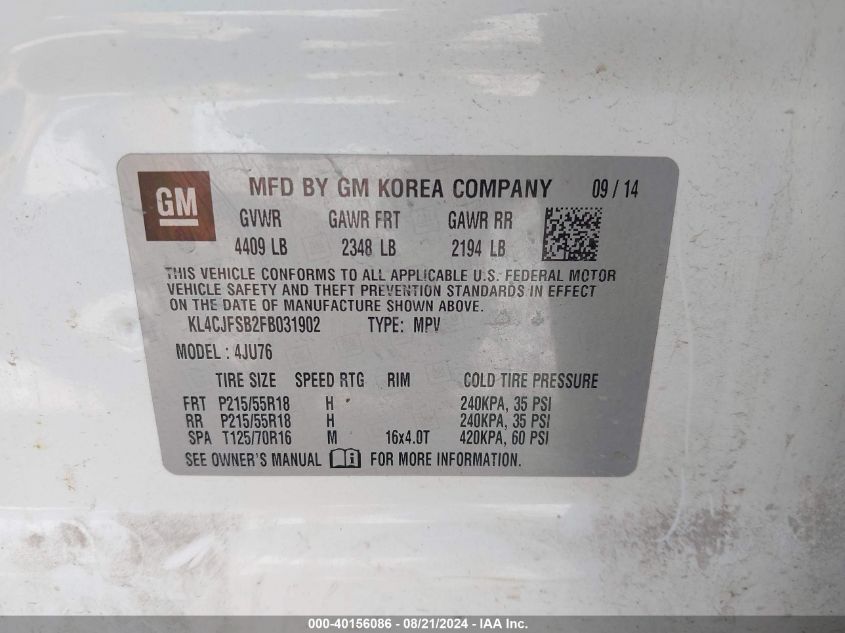 GM MFD BY GM KOREA COMPANY 09 / 14
GVWR GAWR FRT GAWR RR
4409 LB 2348 LB 2194 LB
THIS VEHICLE CONFORMS TO ALL APPLICABLE U.S. FEDERAL MOTOR
VEHICLE SAFETY AND THEFT PREVENTION STANDARDS IN EFFECT
ON THE DATE OF MANUFACTURE SHOWN ABOVE.
KL4CJFSB2FB031902 TYPE: MPV
MODEL : 4JU76
TIRE SIZE SPEED RTG RIM COLD TIRE PRESSURE
FRT P215/55R18 H 240KPA, 35 PSI
RR P215/55R18 H 240KPA, 35 PSI
SPA T125/70R16 M 16x4.0T 420KPA, 60 PSI
SEE OWNER'S MANUAL i FOR MORE INFORMATION.
000-40156086 - 08/21/2024 - IAA Inc.